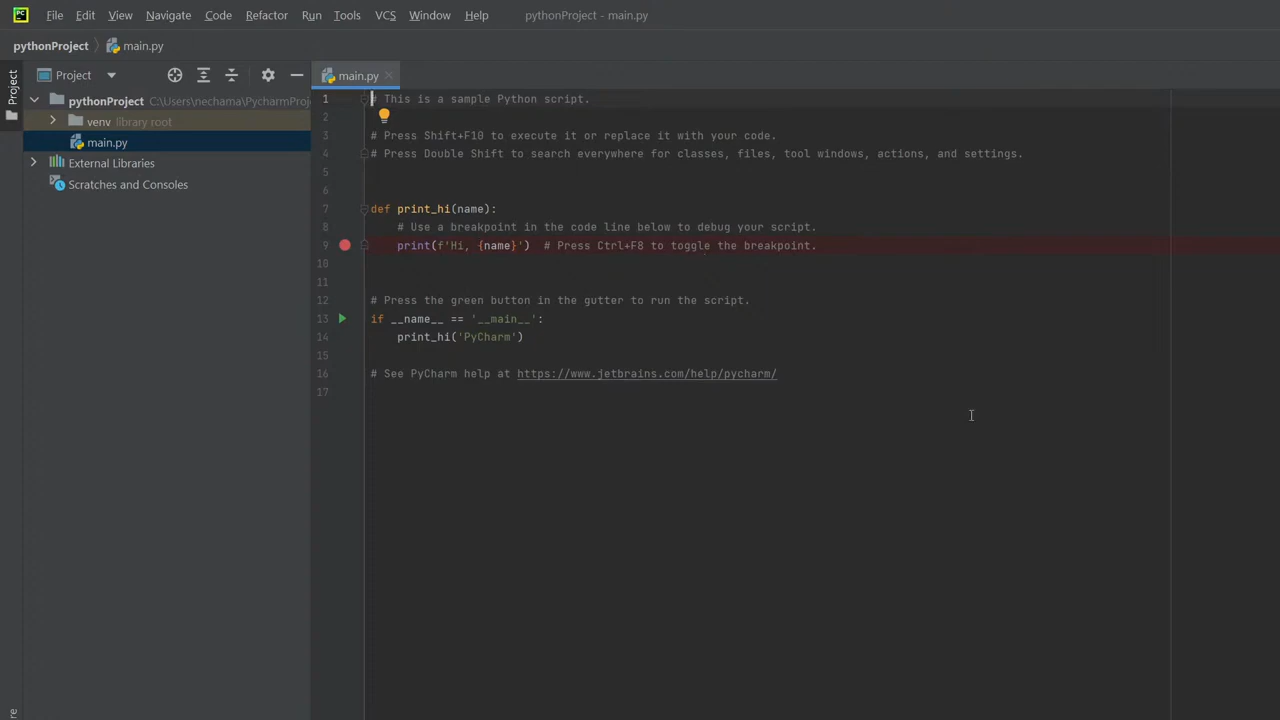 PC File Edit View Navigate Code Refactor Run Tools VCS Window Help pythonProject - main.py
pythonProject main.py
Project
Project
main.py
pythonProject C:\Users\nechama\PycharmProj
venv library root
main.py
External Libraries
Scratches and Consoles
1 # This is a sample Python script.
2
3 # Press Shift+F10 to execute it or replace it with your code.
4 # Press Double Shift to search everywhere for classes, files, tool windows, actions, and settings.
5
6
7 def print_hi(name):
8     # Use a breakpoint in the code line below to debug your script.
9     print(f'Hi, {name}')  # Press Ctrl+F8 to toggle the breakpoint.
10
11
12 # Press the green button in the gutter to run the script.
13 if __name__ == '__main__':
14     print_hi('PyCharm')
15
16 # See PyCharm help at https://www.jetbrains.com/help/pycharm/
17
re